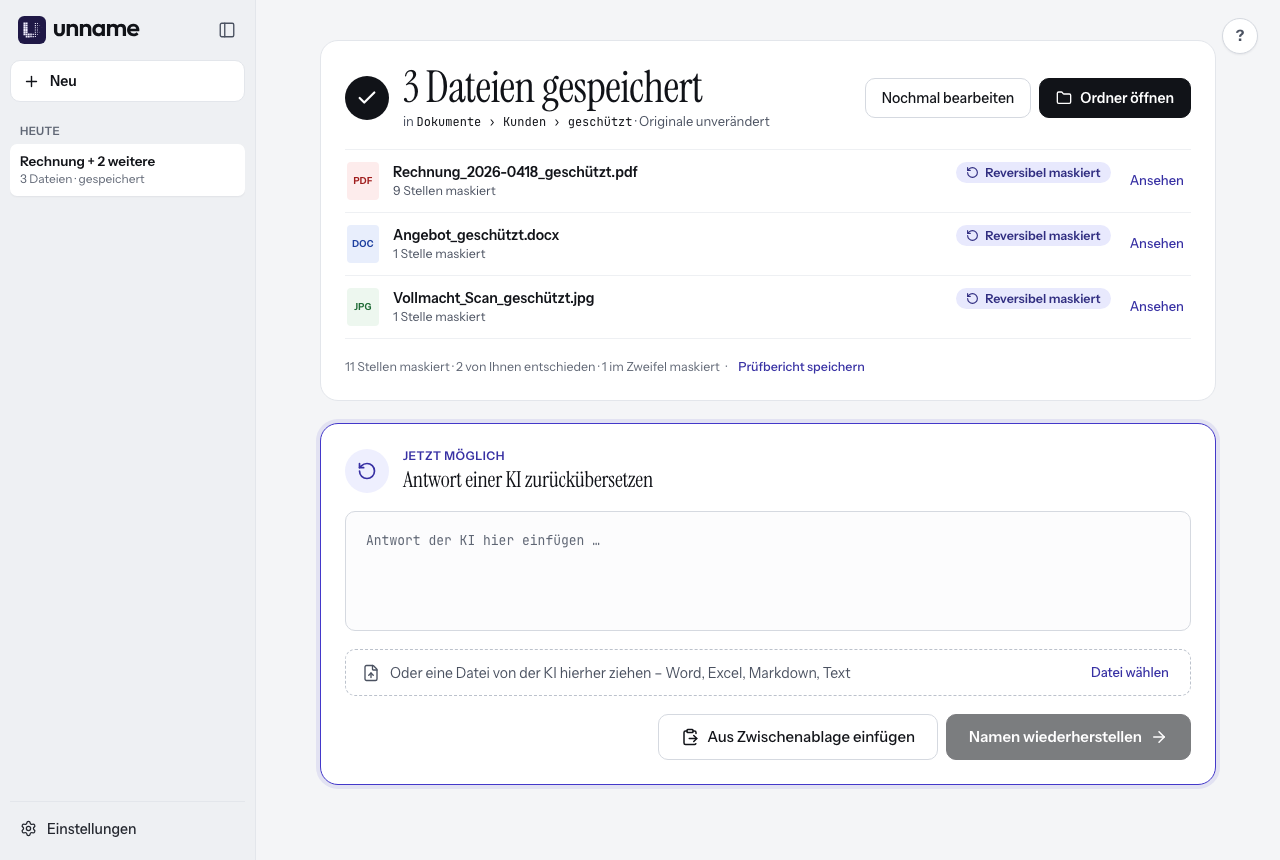 unname
?
Neu
HEUTE
Rechnung + 2 weitere
3 Dateien · gespeichert
Einstellungen
3 Dateien gespeichert
in Dokumente › Kunden › geschützt · Originale unverändert
Nochmal bearbeiten
Ordner öffnen
PDF
Rechnung_2026-0418_geschützt.pdf
9 Stellen maskiert
Reversibel maskiert
Ansehen
DOC
Angebot_geschützt.docx
1 Stelle maskiert
Reversibel maskiert
Ansehen
JPG
Vollmacht_Scan_geschützt.jpg
1 Stelle maskiert
Reversibel maskiert
Ansehen
11 Stellen maskiert · 2 von Ihnen entschieden · 1 im Zweifel maskiert · Prüfbericht speichern
JETZT MÖGLICH
Antwort einer KI zurückübersetzen
Antwort der KI hier einfügen …
Oder eine Datei von der KI hierher ziehen – Word, Excel, Markdown, Text
Datei wählen
Aus Zwischenablage einfügen
Namen wiederherstellen